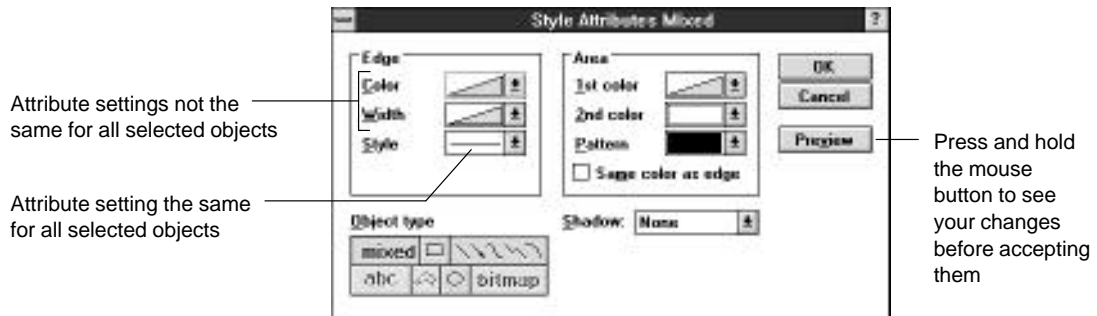 Style Attributes Mixed
?
Edge
Color
Width
Style
Area
1st color
2nd color
Pattern
Same color as edge
OK
Cancel
Preview
Attribute settings not the
same for all selected objects
Attribute setting the same
for all selected objects
Press and hold
the mouse
button to see
your changes
before accepting
them
Object type
mixed
abc
bitmap
Shadow: None